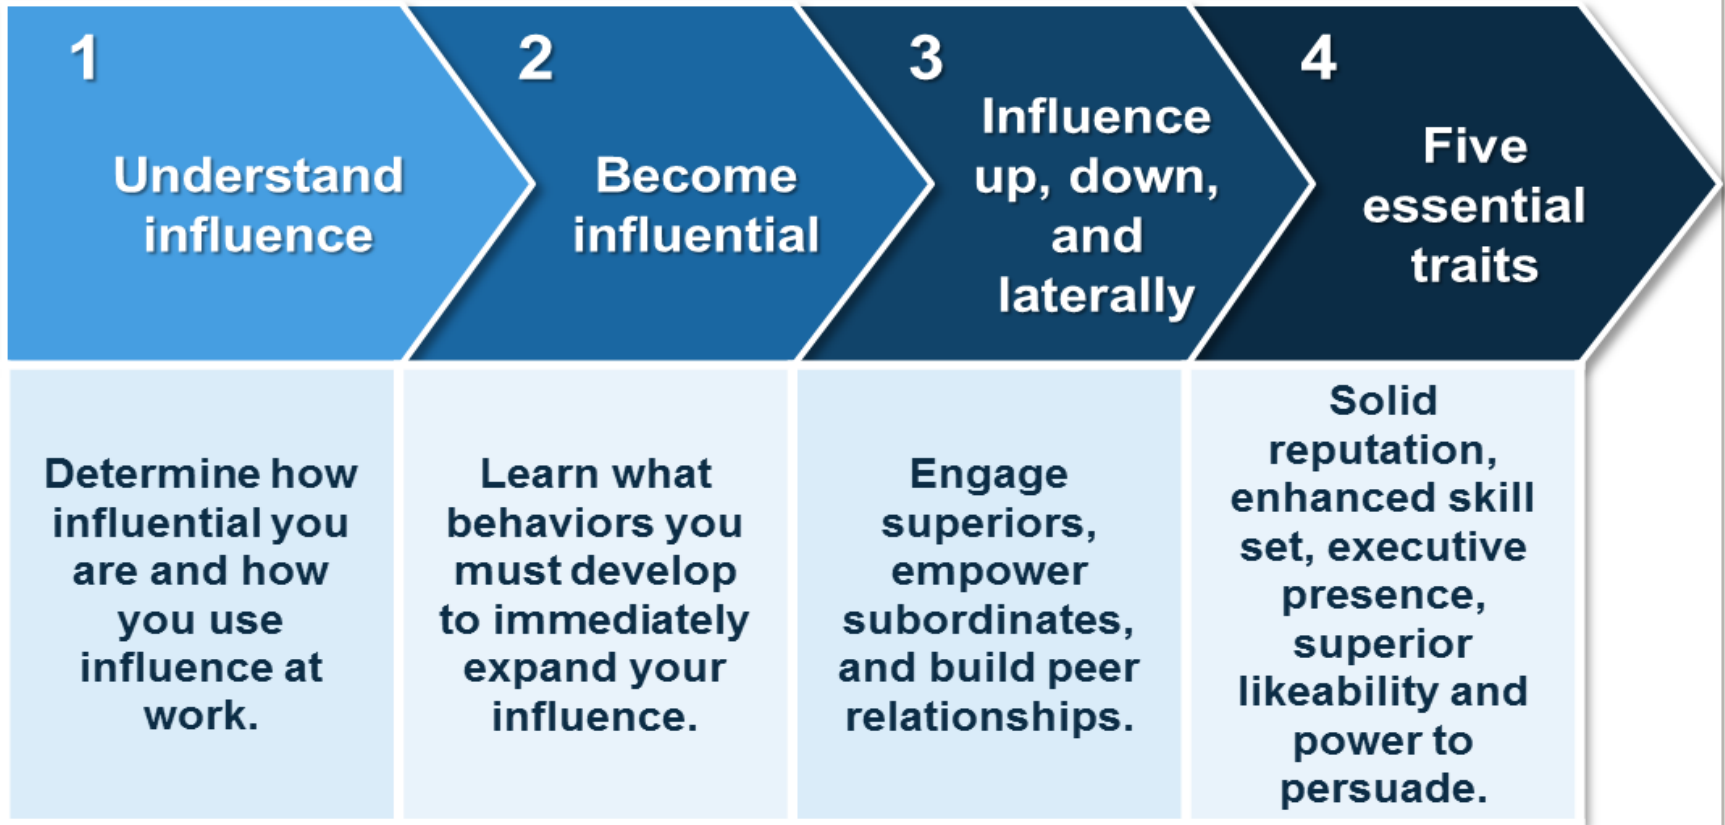 1
Understand
influence
2
Become
influential
3
Influence
up, down,
and
laterally
4
Five
essential
traits
Determine how
influential you
are and how
you use
influence at
work.
Learn what
behaviors you
must develop
to immediately
expand your
influence.
Engage
superiors,
empower
subordinates,
and build peer
relationships.
Solid
reputation,
enhanced skill
set, executive
presence,
superior
likeability and
power to
persuade.